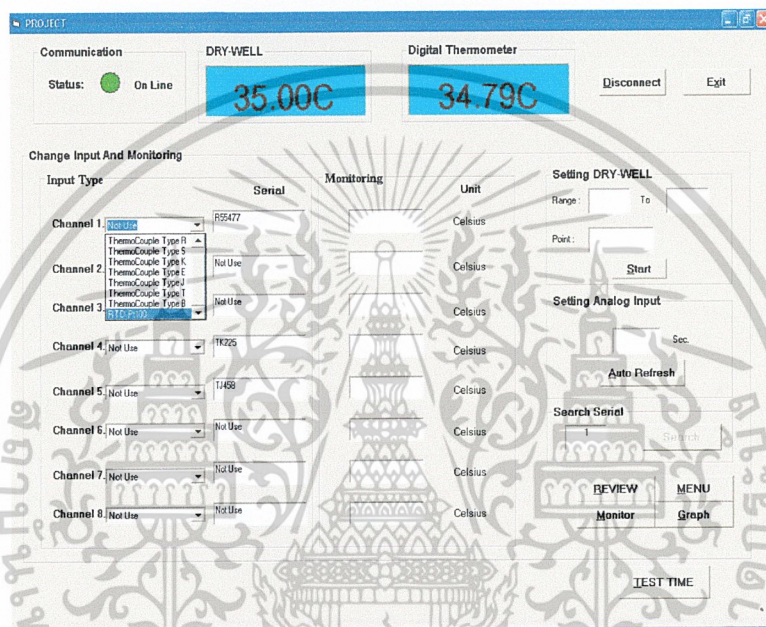 PROJECT
Communication
DRY-WELL
Digital Thermometer
Status: On Line
35.00C
34.79C
Disconnect
Exit
Change Input And Monitoring
Input Type
Serial
Monitoring
Unit
Setting DRY-WELL
Range : To
Point :
Start
Channel 1. Not Use R55477 Celsius
ThermoCouple Type R
ThermoCouple Type S
ThermoCouple Type K
ThermoCouple Type E
ThermoCouple Type J
ThermoCouple Type T
ThermoCouple Type B
RTD Pt100
Channel 2. Not Use Celsius
Channel 3. Not Use Celsius
Channel 4. Not Use TK225 Celsius
Channel 5. Not Use TJ458 Celsius
Channel 6. Not Use Not Use Celsius
Channel 7. Not Use Not Use Celsius
Channel 8. Not Use Not Use Celsius
Setting Analog Input
Sec.
Auto Refresh
Search Serial
1 Search
REVIEW MENU
Monitor Graph
TEST TIME